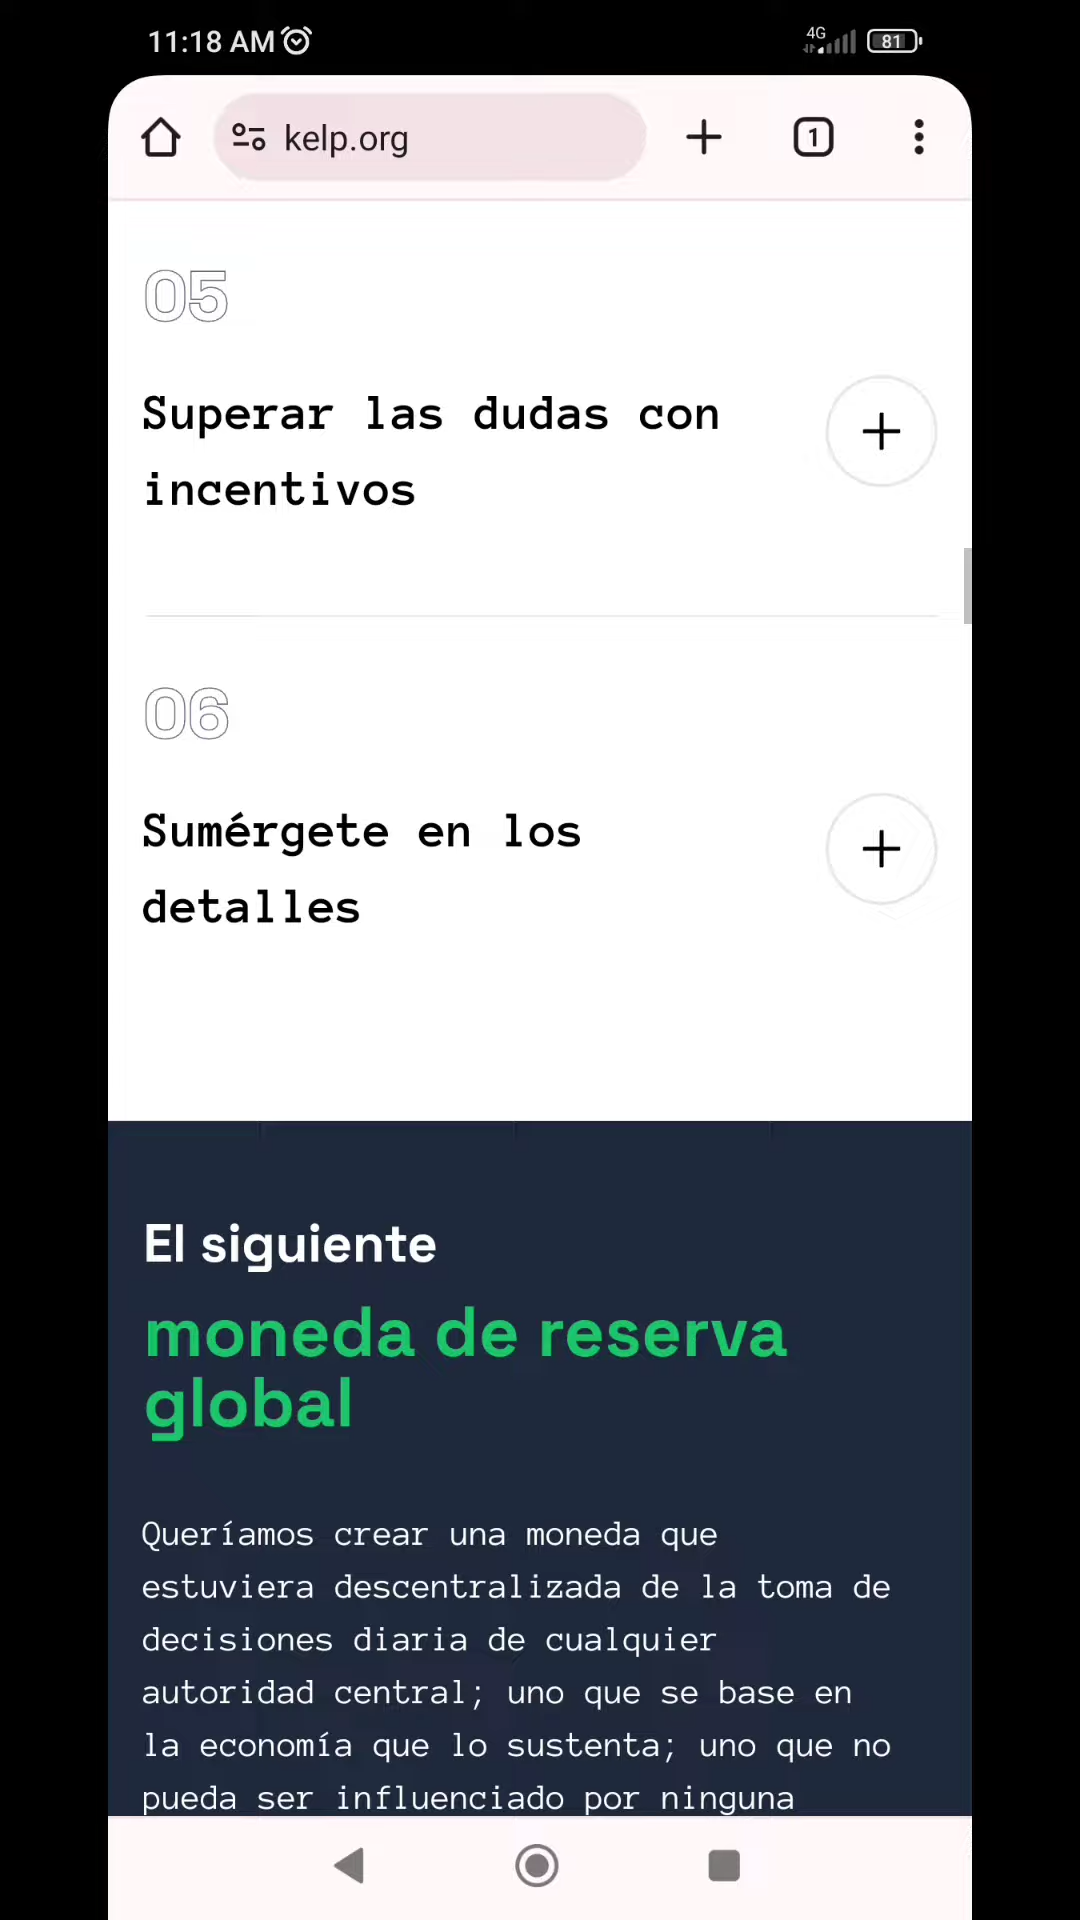 11:18 AM
4G
81
kelp.org
1
05
Superar las dudas con
incentivos
06
Sumérgete en los
detalles
El siguiente
moneda de reserva
global
Queríamos crear una moneda que
estuviera descentralizada de la toma de
decisiones diaria de cualquier
autoridad central; uno que se base en
la economía que lo sustenta; uno que no
pueda ser influenciado por ninguna